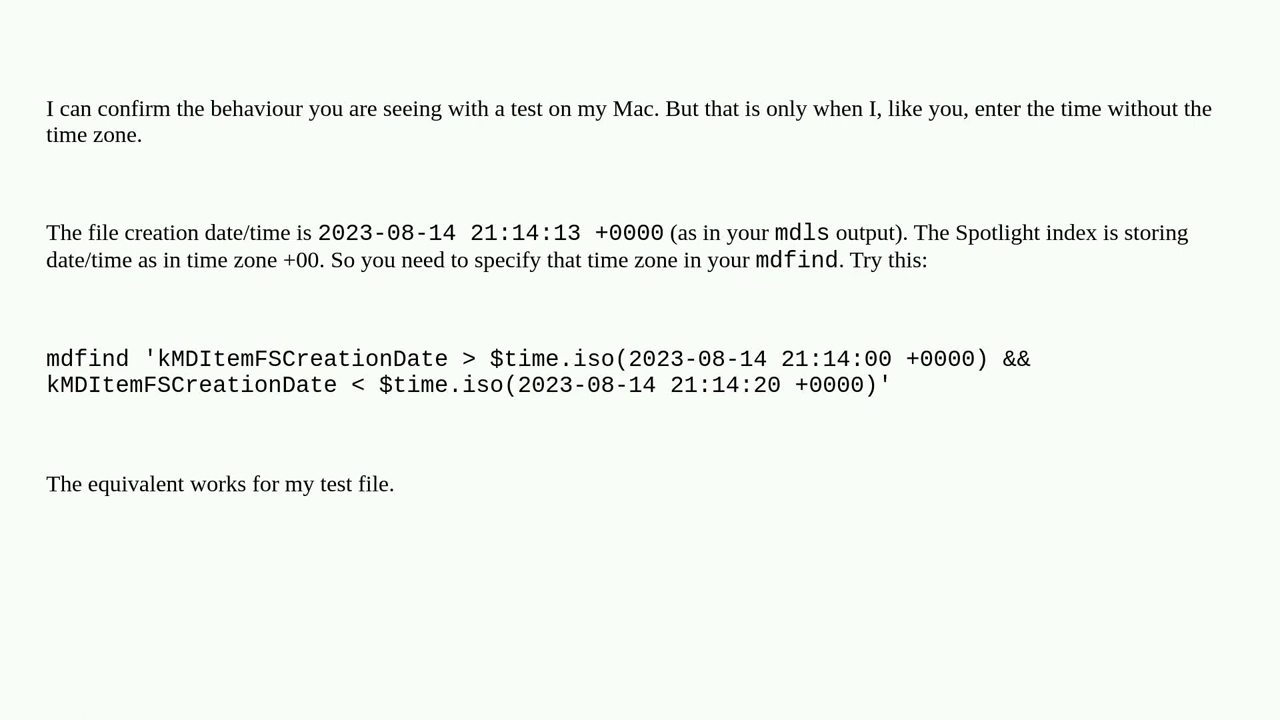 I can confirm the behaviour you are seeing with a test on my Mac. But that is only when I, like you, enter the time without the
time zone.
The file creation date/time is 2023-08-14 21:14:13 +0000 (as in your mdls output). The Spotlight index is storing
date/time as in time zone +00. So you need to specify that time zone in your mdfind. Try this:
mdfind 'kMDItemFSCreationDate > $time.iso(2023-08-14 21:14:00 +0000) &&
kMDItemFSCreationDate < $time.iso(2023-08-14 21:14:20 +0000)'
The equivalent works for my test file.